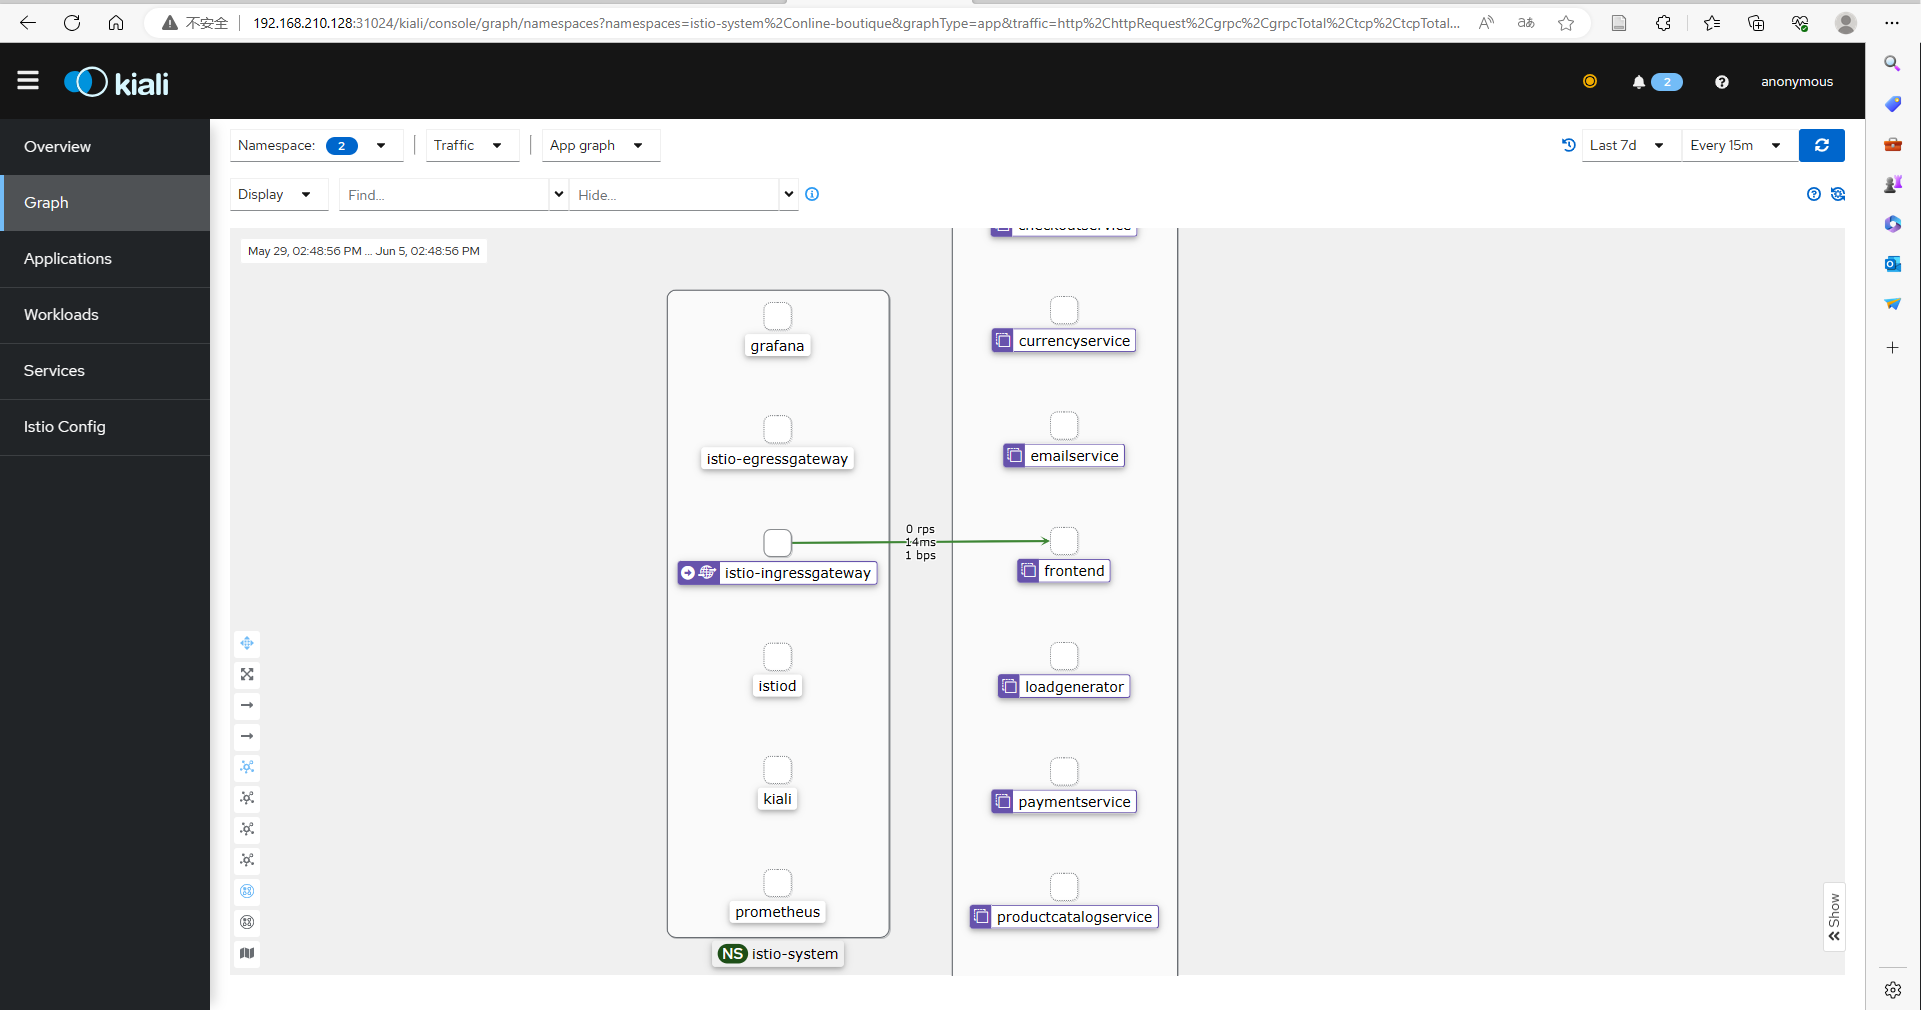 不安全
192.168.210.128:31024/kiali/console/graph/namespaces?namespaces=istio-system%2Conline-boutique&graphType=app&traffic=http%2ChttpRequest%2Cgrpc%2CgrpcTotal%2Ctcp%2CtcpTotal...
kiali
2
anonymous
Overview
Graph
Applications
Workloads
Services
Istio Config
Namespace: 2
Traffic
App graph
Last 7d
Every 15m
Display
Find...
Hide...
May 29, 02:48:56 PM ... Jun 5, 02:48:56 PM
checkoutservice
grafana
currencyservice
istio-egressgateway
emailservice
0 rps
14ms
1 bps
istio-ingressgateway
frontend
istiod
loadgenerator
kiali
paymentservice
prometheus
productcatalogservice
NS istio-system
Show